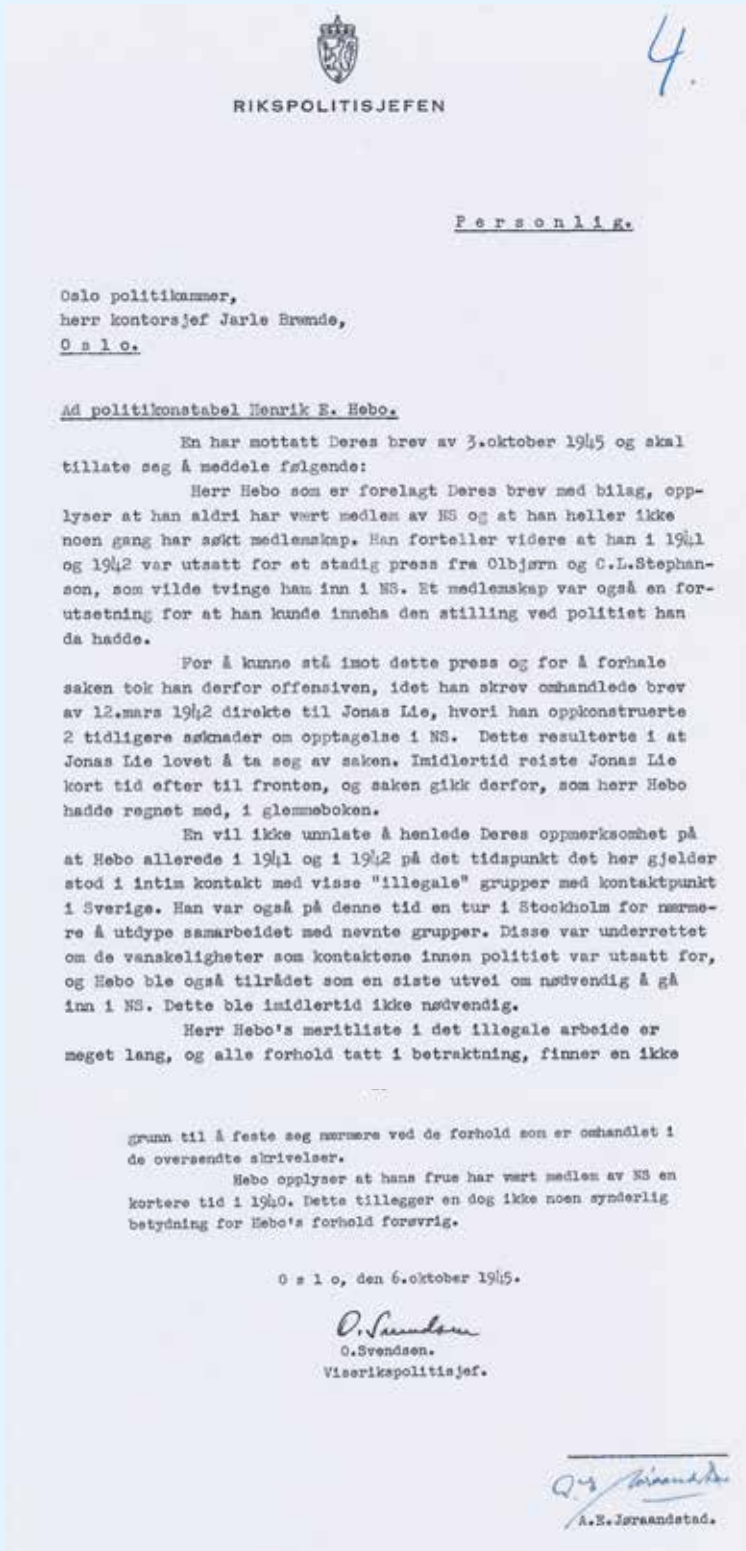 4.
RIKSPOLITISJEFEN
Personlig.
Oslo politikammer,
herr kontorsjef Jarle Brønde,
Oslo.
Ad politikonstabel Henrik E. Hebo.
En har mottatt Deres brev av 3.oktober 1945 og skal
tillate seg å meddele følgende:
Herr Hebo som er forelagt Deres brev med bilag, opp-
lyser at han aldri har vært medlem av NS og at han heller ikke
noen gang har søkt medlemskap. Han forteller videre at han i 1941
og 1942 var utsatt for et stadig press fra Olbjørn og C.L.Stephan-
son, som vilde tvinge ham inn i NS. Et medlemskap var også en for-
utsetning for at han kunde inneha den stilling ved politiet han
da hadde.
For å kunne stå imot dette press og for å forhale
saken tok han derfor offensiven, idet han skrev omhandlede brev
av 12.mars 1942 direkte til Jonas Lie, hvori han oppkonstruerte
2 tidligere søknader om opptagelse i NS. Dette resulterte i at
Jonas Lie lovet å ta seg av saken. Imidlertid reiste Jonas Lie
kort tid efter til fronten, og saken gikk derfor, som herr Hebo
hadde regnet med, i glemmeboken.
En vil ikke unnlate å henlede Deres oppmerksomhet på
at Hebo allerede i 1941 og i 1942 på det tidspunkt det her gjelder
stod i intim kontakt med visse "illegale" grupper med kontaktpunkt
i Sverige. Han var også på denne tid en tur i Stockholm for nærme-
re å utdype samarbeidet med nevnte grupper. Disse var underrettet
om de vanskeligheter som kontaktene innen politiet var utsatt for,
og Hebo ble også tilrådet som en siste utvei om nødvendig å gå
inn i NS. Dette ble imidlertid ikke nødvendig.
Herr Hebo's meritliste i det illegale arbeide er
meget lang, og alle forhold tatt i betraktning, finner en ikke
grunn til å feste seg nærmere ved de forhold som er omhandlet i
de oversendte skrivelser.
Hebo opplyser at hans frue har vært medlem av NS en
kortere tid i 1940. Dette tillegger en dog ikke noen synderlig
betydning for Hebo's forhold forøvrig.
Oslo, den 6.oktober 1945.
O. Svendsen
O.Svendsen.
Viserikspolitisjef.
A.E.Jøraandstad.